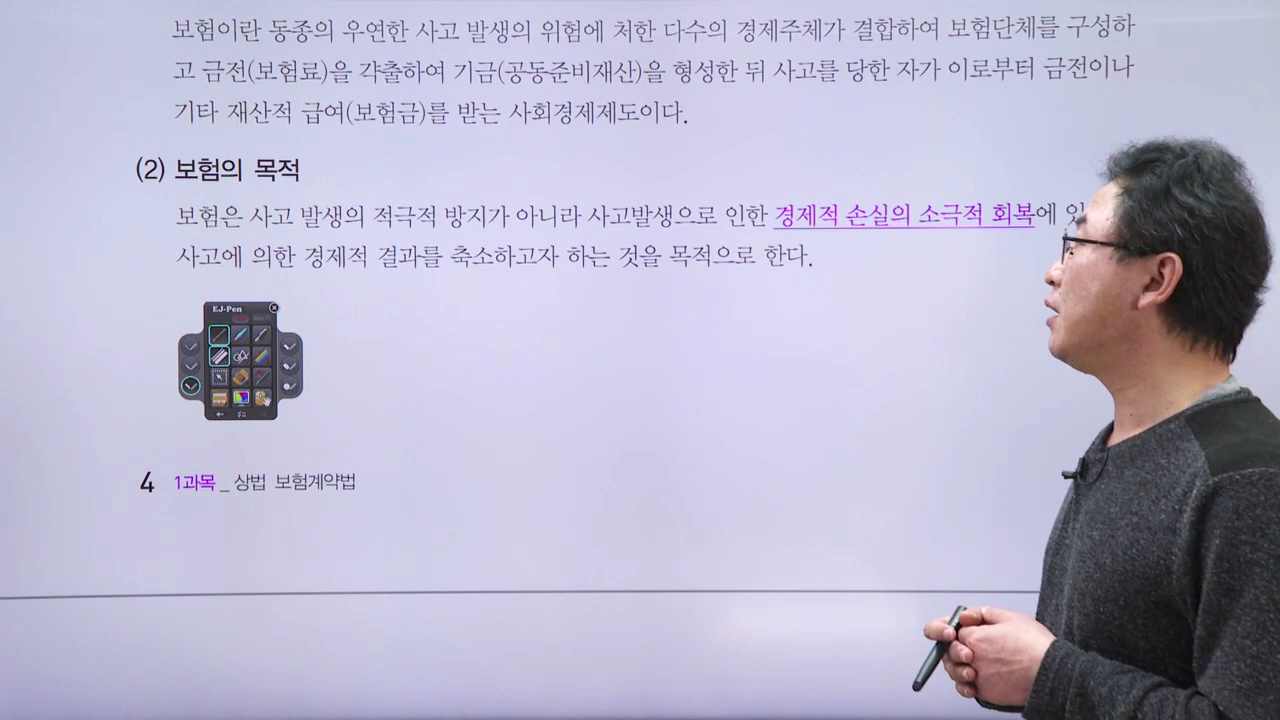 보험이란 동종의 우연한 사고 발생의 위험에 처한 다수의 경제주체가 결합하여 보험단체를 구성하
고 금전(보험료)을 갹출하여 기금(공동준비재산)을 형성한 뒤 사고를 당한 자가 이로부터 금전이나
기타 재산적 급여(보험금)를 받는 사회경제제도이다.
(2) 보험의 목적
보험은 사고 발생의 적극적 방지가 아니라 사고발생으로 인한 경제적 손실의 소극적 회복에
사고에 의한 경제적 결과를 축소하고자 하는 것을 목적으로 한다.
EJ-Pen
VIEW
4 1과목 _ 상법 보험계약법